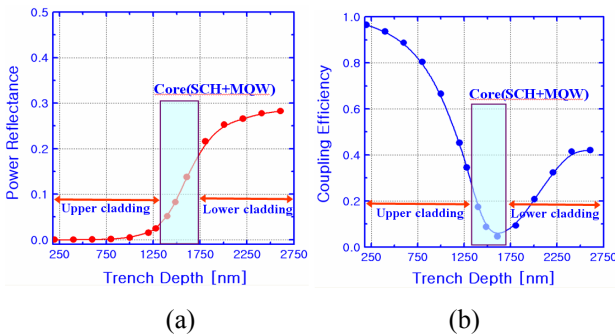 0.5
0.4
0.3
0.2
0.1
0.0
Power Reflectance
Core(SCH+MQW)
Upper cladding
Lower cladding
250 750 1250 1750 2250 2750
Trench Depth [nm]
(a)
1.0
0.8
0.6
0.4
0.2
0.0
Coupling Efficiency
Core(SCH+MQW)
Upper cladding
Lower cladding
250 750 1250 1750 2250 2750
Trench Depth [nm]
(b)